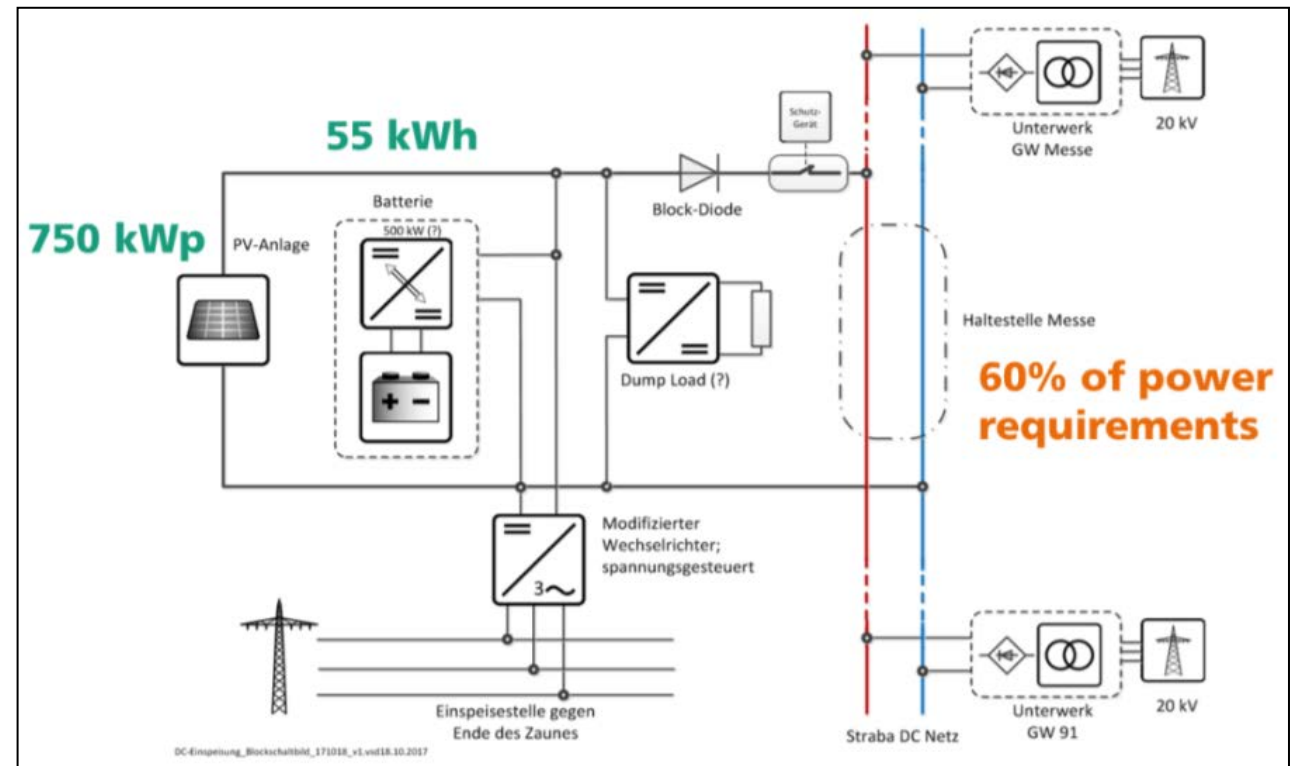 55 kWh
750 kWp
PV-Anlage
Batterie
500 kW (?)
Block-Diode
Schutz-
Gerät
Unterwerk
GW Messe
20 kV
Dump Load (?)
Haltestelle Messe
60% of power
requirements
Modifizierter
Wechselrichter;
spannungsgesteuert
3~
Einspeisestelle gegen
Ende des Zaunes
Straba DC Netz
Unterwerk
GW 91
20 kV
DC-Einspeisung_Blockschaltbild_171018_v1.vsd18.10.2017